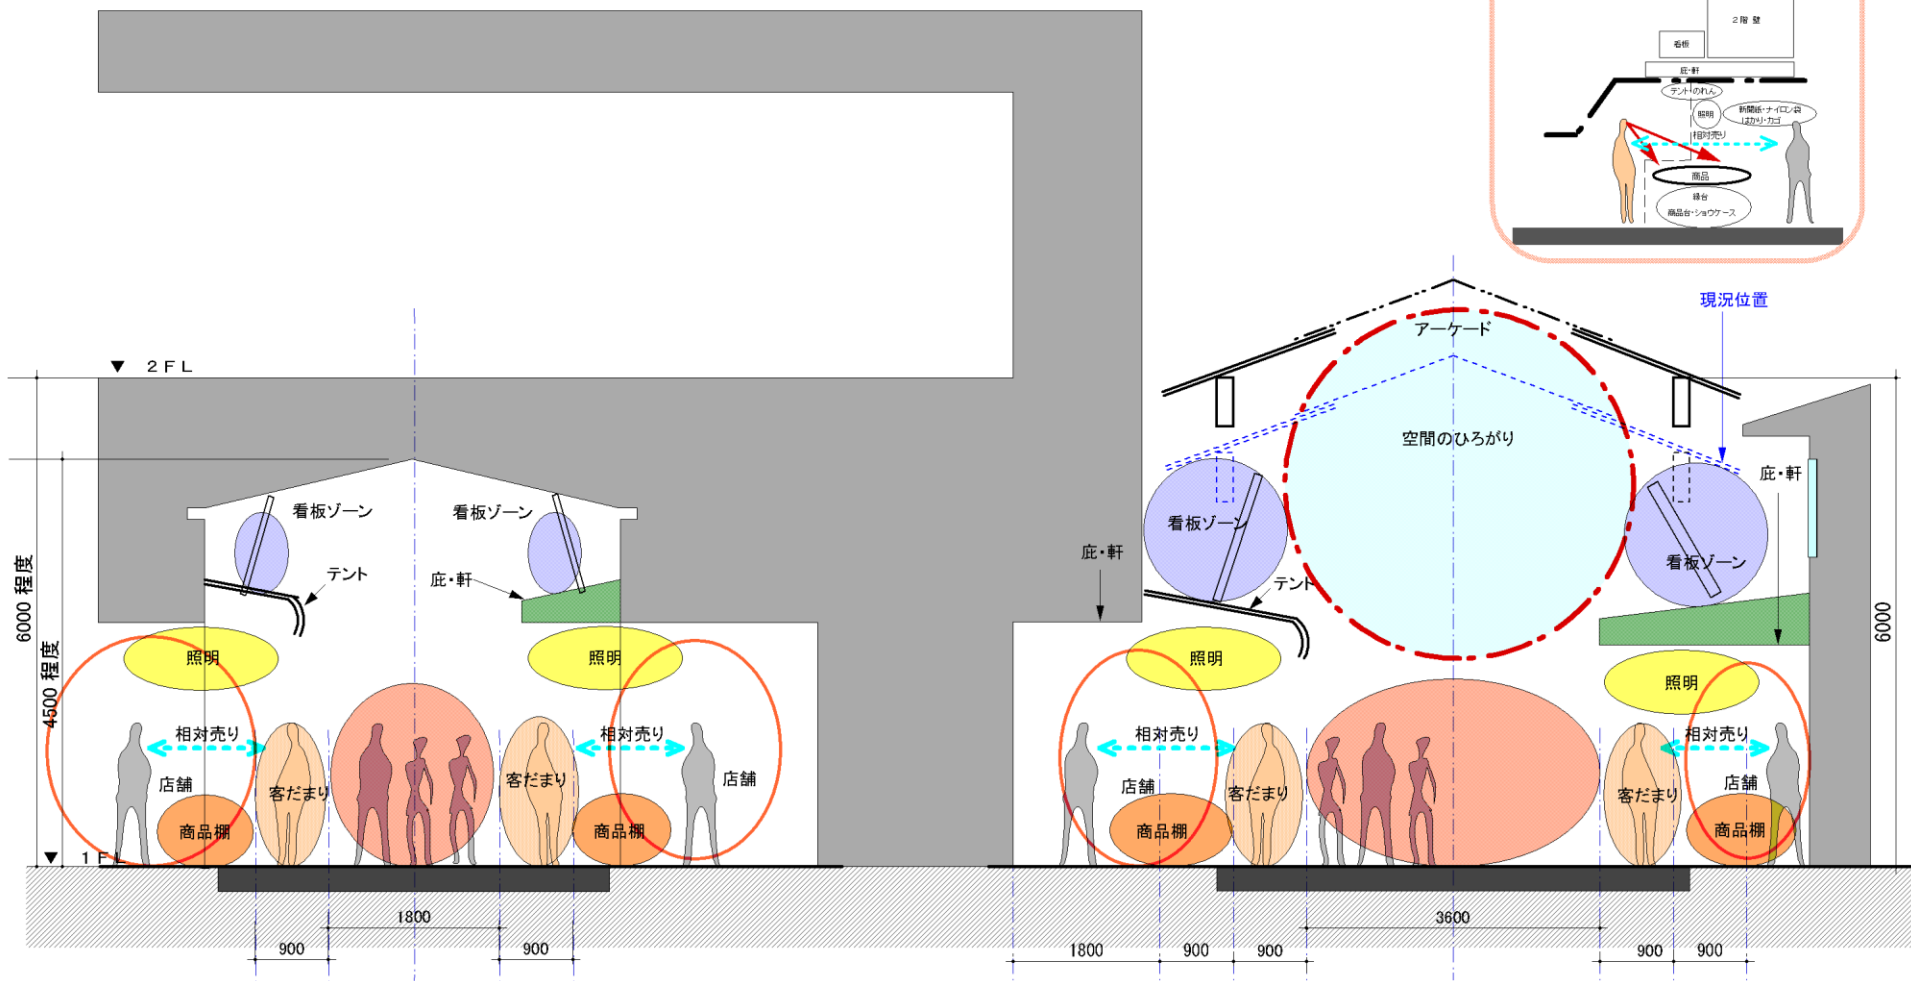 2階 壁
看板
庇・軒
テント・のれん
照明
新聞紙・ナイロン袋
はかり・カゴ
相対売り
商品
縁台
商品台・ショウケース
現況位置
アーケード
空間のひろがり
▼ 2FL
看板ゾーン
看板ゾーン
テント
庇・軒
庇・軒
看板ゾーン
テント
看板ゾーン
庇・軒
6000 程度
4500 程度
6000
照明
照明
照明
照明
相対売り
相対売り
相対売り
相対売り
店舗
店舗
店舗
店舗
客だまり
客だまり
客だまり
客だまり
商品棚
商品棚
商品棚
商品棚
▼ 1FL
1800
900
900
3600
1800
900
900
900
900